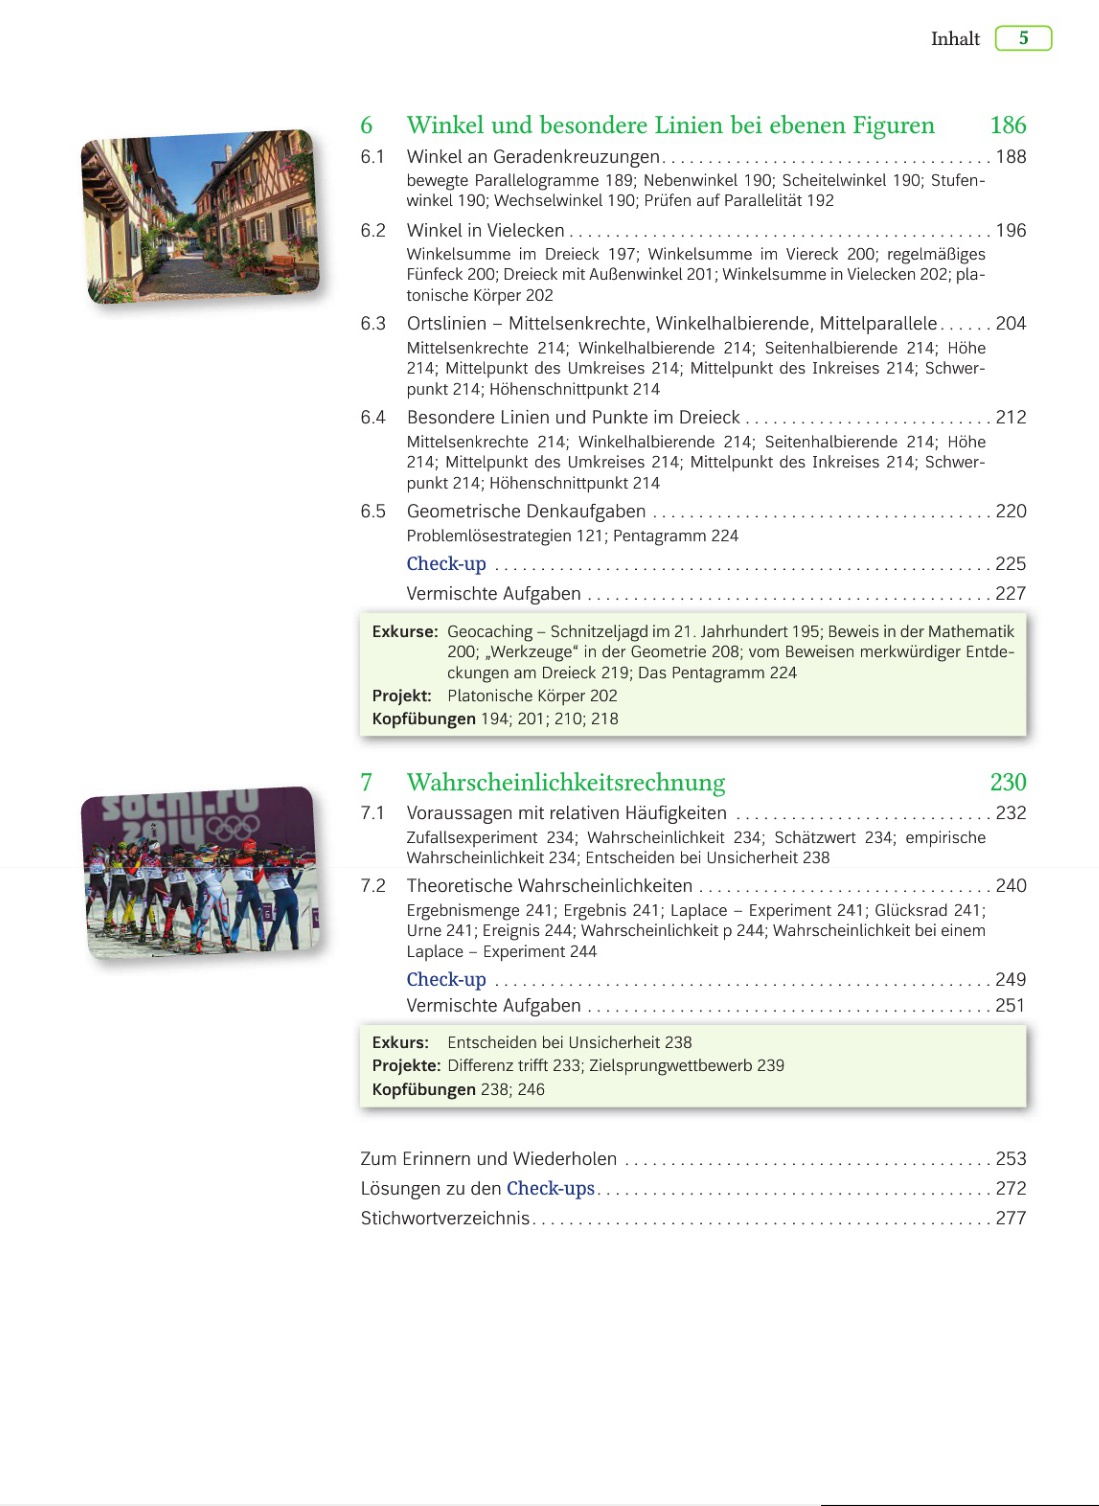 Inhalt 5
6 Winkel und besondere Linien bei ebenen Figuren 186
6.1 Winkel an Geradenkreuzungen. . . . . . . . . . . . . . . . . . . . . . . . . . . . . . . . . . . . 188
bewegte Parallelogramme 189; Nebenwinkel 190; Scheitelwinkel 190; Stufen-
winkel 190; Wechselwinkel 190; Prüfen auf Parallelität 192
6.2 Winkel in Vielecken . . . . . . . . . . . . . . . . . . . . . . . . . . . . . . . . . . . . . . . . . . . . . . 196
Winkelsumme im Dreieck 197; Winkelsumme im Viereck 200; regelmäßiges
Fünfeck 200; Dreieck mit Außenwinkel 201; Winkelsumme in Vielecken 202; pla-
tonische Körper 202
6.3 Ortslinien – Mittelsenkrechte, Winkelhalbierende, Mittelparallele. . . . . . 204
Mittelsenkrechte 214; Winkelhalbierende 214; Seitenhalbierende 214; Höhe
214; Mittelpunkt des Umkreises 214; Mittelpunkt des Inkreises 214; Schwer-
punkt 214; Höhenschnittpunkt 214
6.4 Besondere Linien und Punkte im Dreieck . . . . . . . . . . . . . . . . . . . . . . . . . . . 212
Mittelsenkrechte 214; Winkelhalbierende 214; Seitenhalbierende 214; Höhe
214; Mittelpunkt des Umkreises 214; Mittelpunkt des Inkreises 214; Schwer-
punkt 214; Höhenschnittpunkt 214
6.5 Geometrische Denkaufgaben . . . . . . . . . . . . . . . . . . . . . . . . . . . . . . . . . . . . . 220
Problemlösestrategien 121; Pentagramm 224
Check-up . . . . . . . . . . . . . . . . . . . . . . . . . . . . . . . . . . . . . . . . . . . . . . . . . . . . . . 225
Vermischte Aufgaben . . . . . . . . . . . . . . . . . . . . . . . . . . . . . . . . . . . . . . . . . . . . 227
Exkurse: Geocaching – Schnitzeljagd im 21. Jahrhundert 195; Beweis in der Mathematik
200; „Werkzeuge“ in der Geometrie 208; vom Beweisen merkwürdiger Entde-
ckungen am Dreieck 219; Das Pentagramm 224
Projekt: Platonische Körper 202
Kopfübungen 194; 201; 210; 218
7 Wahrscheinlichkeitsrechnung 230
sochi.ru
2014
7.1 Voraussagen mit relativen Häufigkeiten . . . . . . . . . . . . . . . . . . . . . . . . . . . . 232
Zufallsexperiment 234; Wahrscheinlichkeit 234; Schätzwert 234; empirische
Wahrscheinlichkeit 234; Entscheiden bei Unsicherheit 238
7.2 Theoretische Wahrscheinlichkeiten . . . . . . . . . . . . . . . . . . . . . . . . . . . . . . . . 240
Ergebnismenge 241; Ergebnis 241; Laplace – Experiment 241; Glücksrad 241;
Urne 241; Ereignis 244; Wahrscheinlichkeit p 244; Wahrscheinlichkeit bei einem
Laplace – Experiment 244
Check-up . . . . . . . . . . . . . . . . . . . . . . . . . . . . . . . . . . . . . . . . . . . . . . . . . . . . . . 249
Vermischte Aufgaben . . . . . . . . . . . . . . . . . . . . . . . . . . . . . . . . . . . . . . . . . . . . 251
Exkurs: Entscheiden bei Unsicherheit 238
Projekte: Differenz trifft 233; Zielsprungwettbewerb 239
Kopfübungen 238; 246
Zum Erinnern und Wiederholen . . . . . . . . . . . . . . . . . . . . . . . . . . . . . . . . . . . . . . . . 253
Lösungen zu den Check-ups. . . . . . . . . . . . . . . . . . . . . . . . . . . . . . . . . . . . . . . . . . . 272
Stichwortverzeichnis. . . . . . . . . . . . . . . . . . . . . . . . . . . . . . . . . . . . . . . . . . . . . . . . . . 277